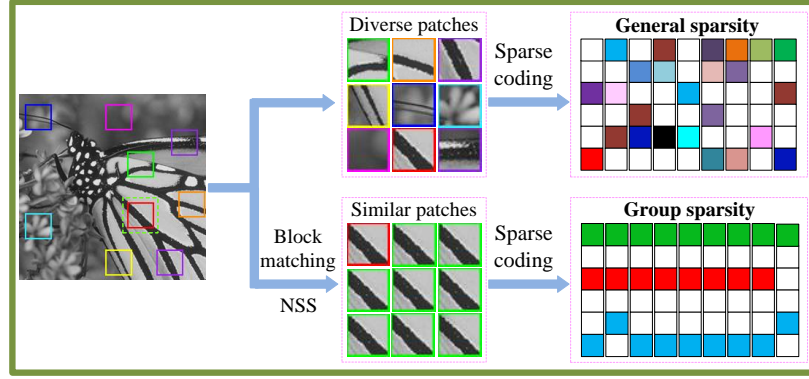 Diverse patches
Sparse
coding
General sparsity
Block
matching
NSS
Similar patches
Sparse
coding
Group sparsity